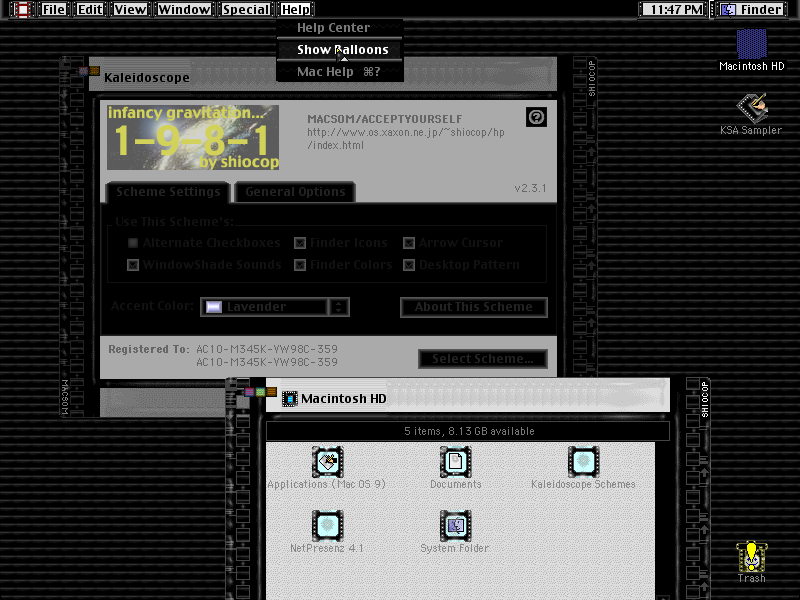 File Edit View Window Special Help 11:47 PM Finder
Help Center
Show Balloons
Mac Help ⌘?
Macintosh HD
KSA Sampler
Trash
Kaleidoscope
SHIOCOP
MACSOM
infancy gravitation...
1-9-8-1
by shiocop
MACSOM/ACCEPTYOURSELF
http://www.os.xaxon.ne.jp/~shiocop/hp
/index.html
v2.3.1
Scheme Settings General Options
Use This Scheme's:
Alternate Checkboxes Finder Icons Arrow Cursor
WindowShade Sounds Finder Colors Desktop Pattern
Accent Color: Lavender About This Scheme
Registered To: AC10-M345K-VW98C-359
AC10-M345K-VW98C-359
Select Scheme...
Macintosh HD
SHIOCOP
5 items, 8.13 GB available
Applications (Mac OS 9) Documents Kaleidoscope Schemes
NetPresenz 4.1 System Folder